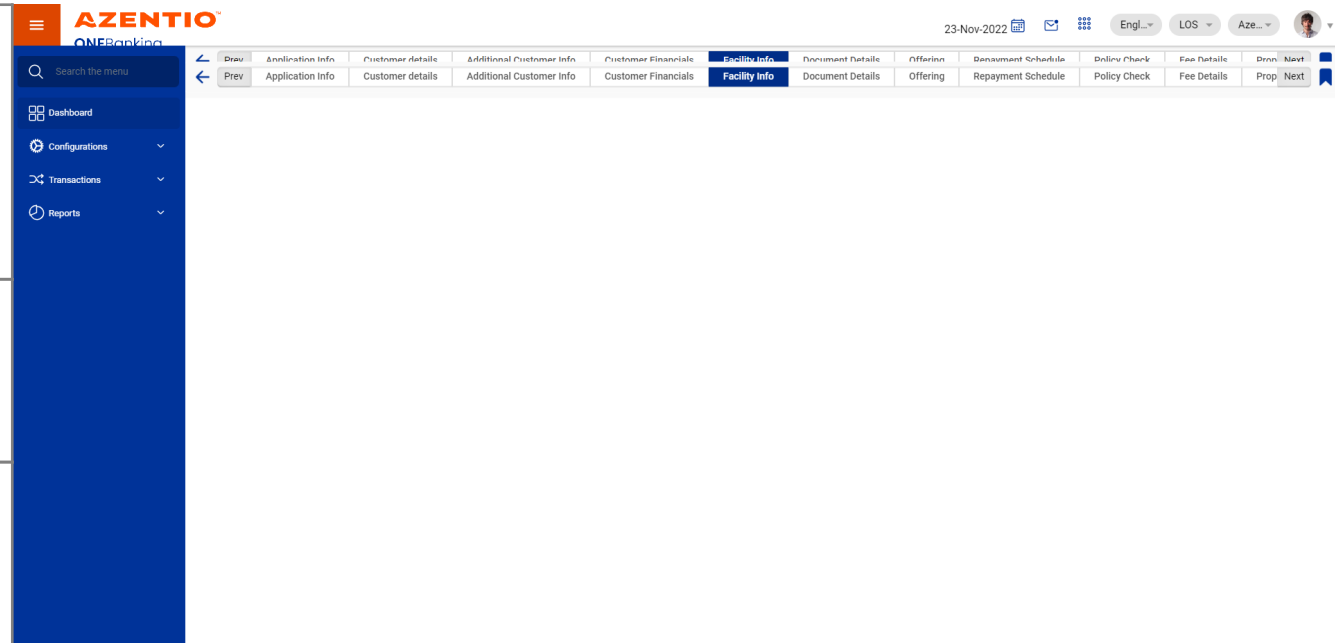 AZENTIO™
ONEBanking
23-Nov-2022
Engl...
LOS
Aze...
Search the menu
Dashboard
Configurations
Transactions
Reports
Prev Application Info Customer details Additional Customer Info Customer Financials Facility Info Document Details Offering Repayment Schedule Policy Check Fee Details Prop Next
Prev Application Info Customer details Additional Customer Info Customer Financials Facility Info Document Details Offering Repayment Schedule Policy Check Fee Details Prop Next